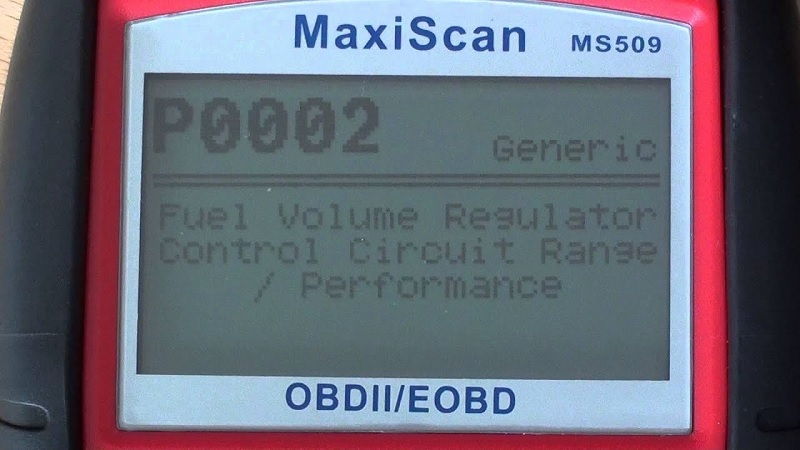 MaxiScan MS509
P0002 Generic
Fuel Volume Regulator
Control Circuit Range
/ Performance
OBDII/EOBD